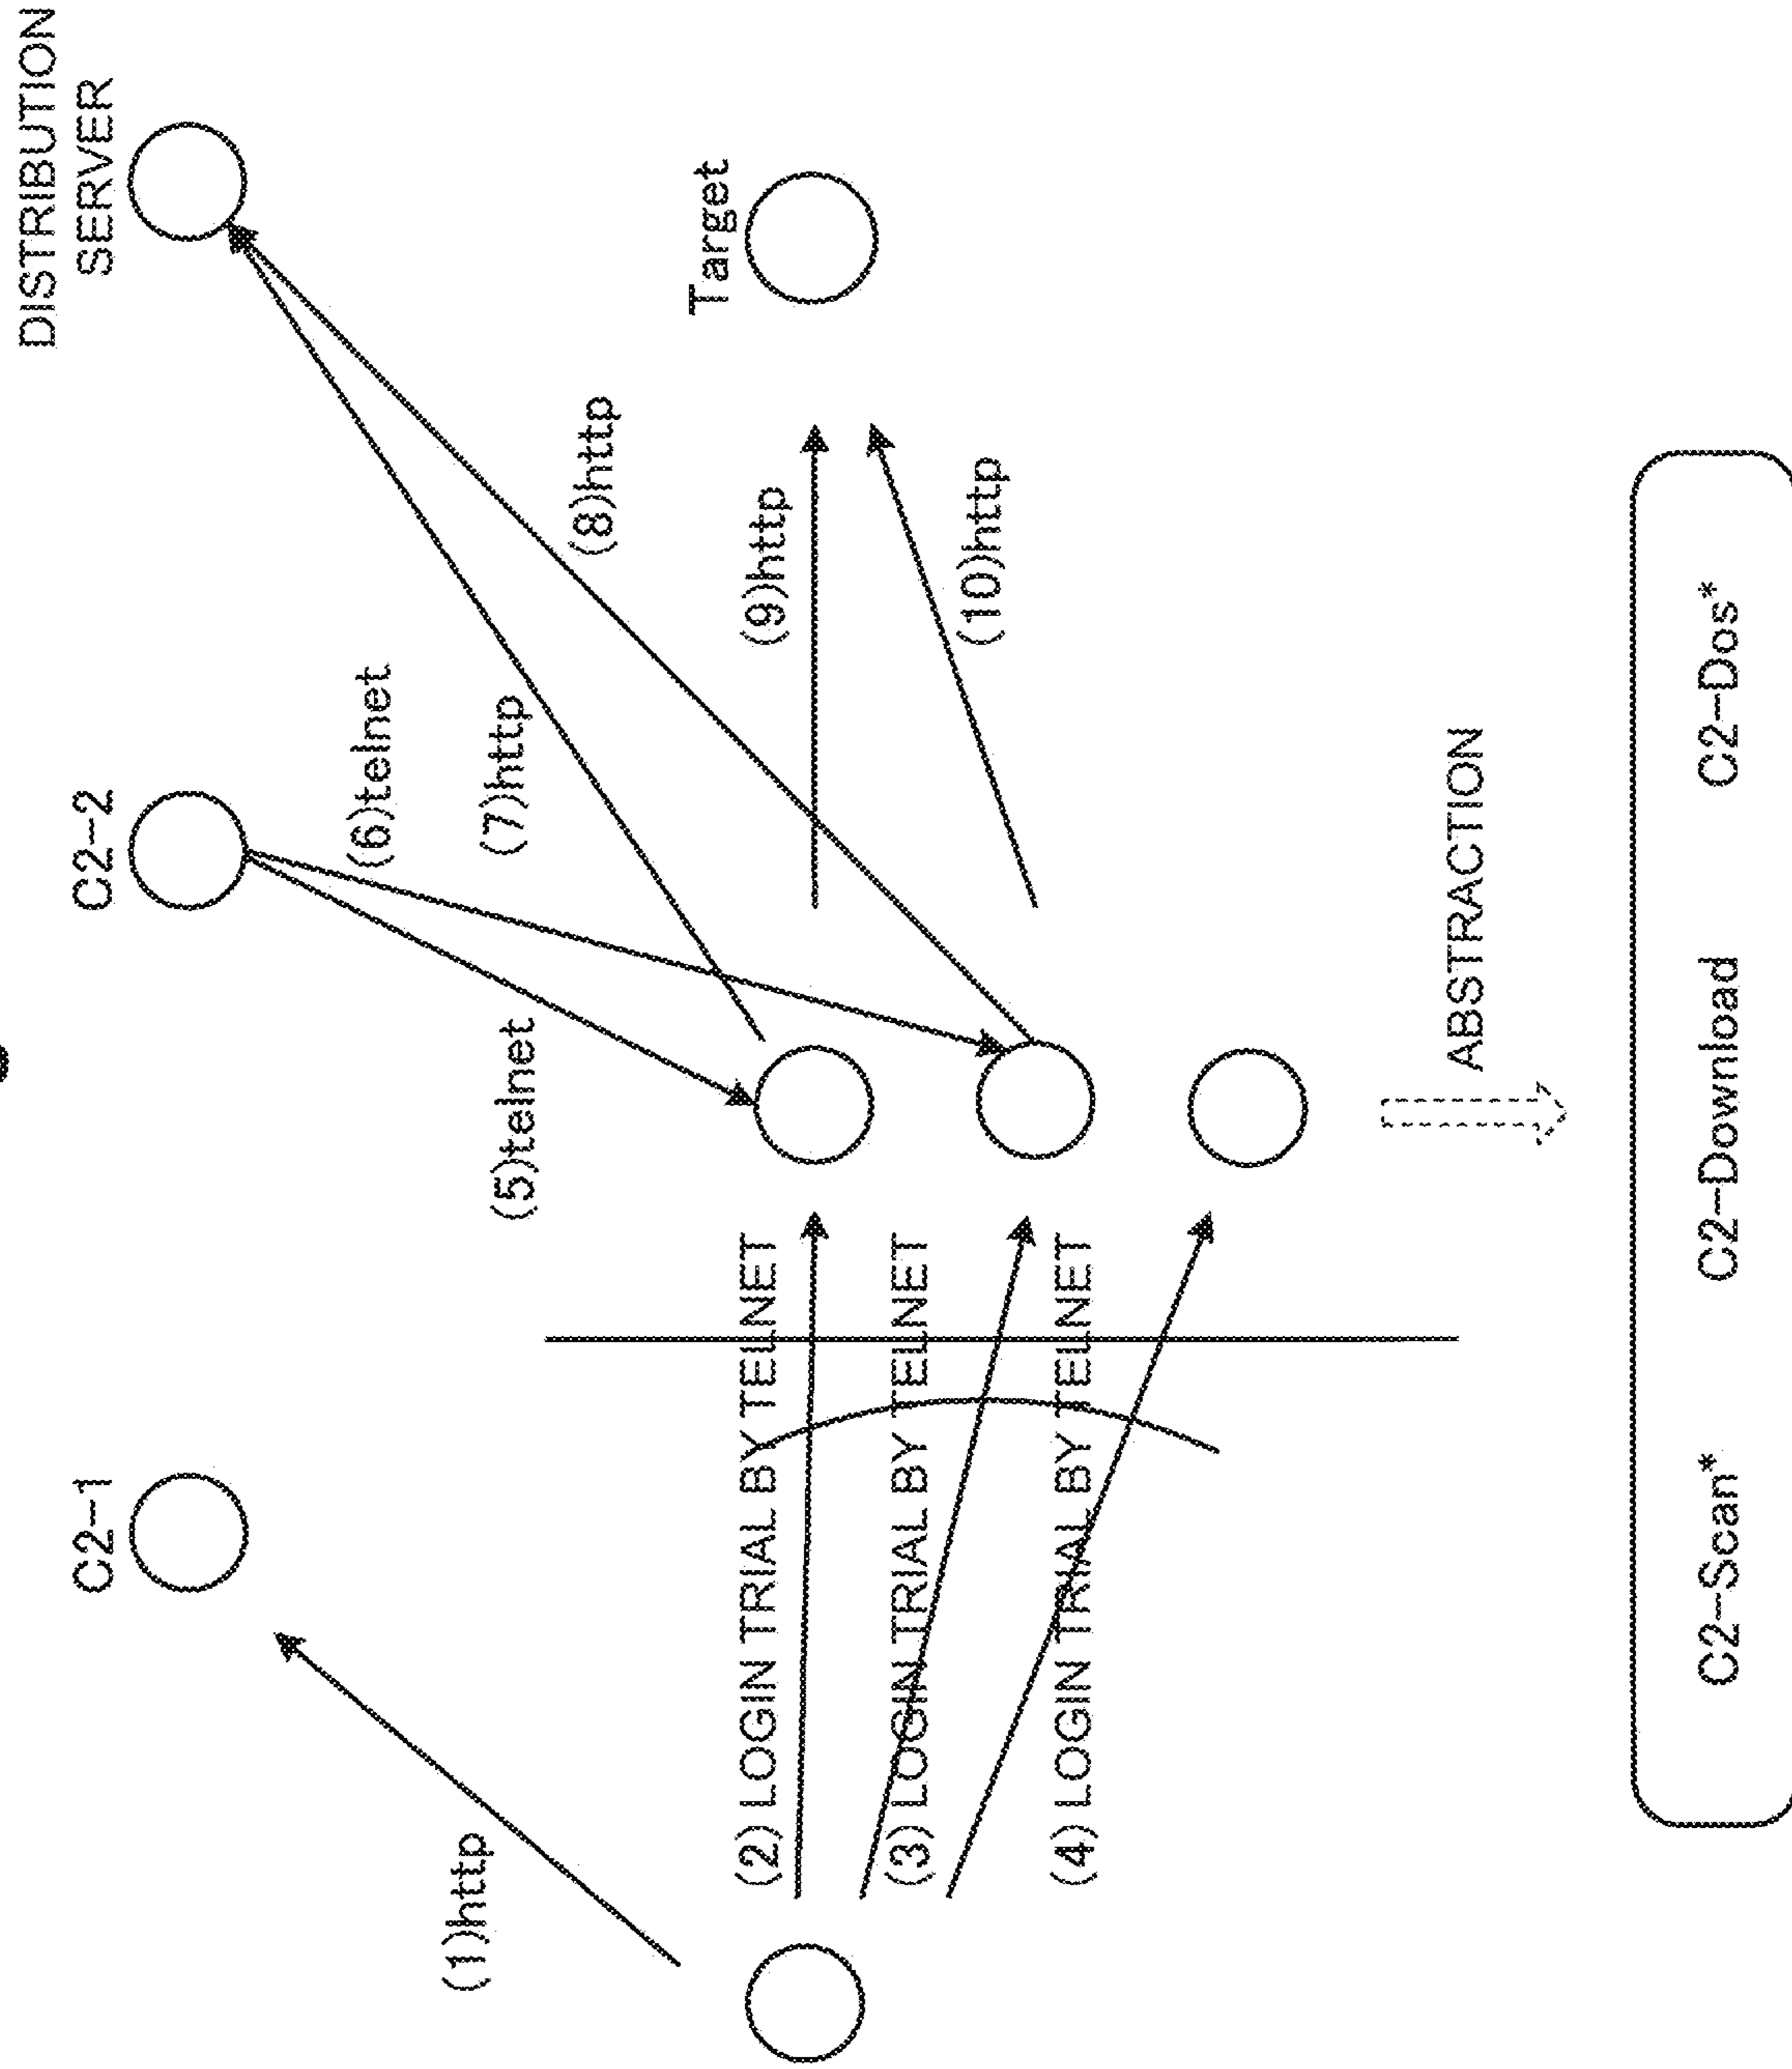 C2-1
C2-2
DISTRIBUTION
SERVER
(1)http
(5)telnet
(6)telnet
(7)http
(8)http
Target
(2) LOGIN TRIAL BY TELNET
(3) LOGIN TRIAL BY TELNET
(4) LOGIN TRIAL BY TELNET
(9)http
(10)http
ABSTRACTION
C2-Scan* C2-Download C2-Dos*